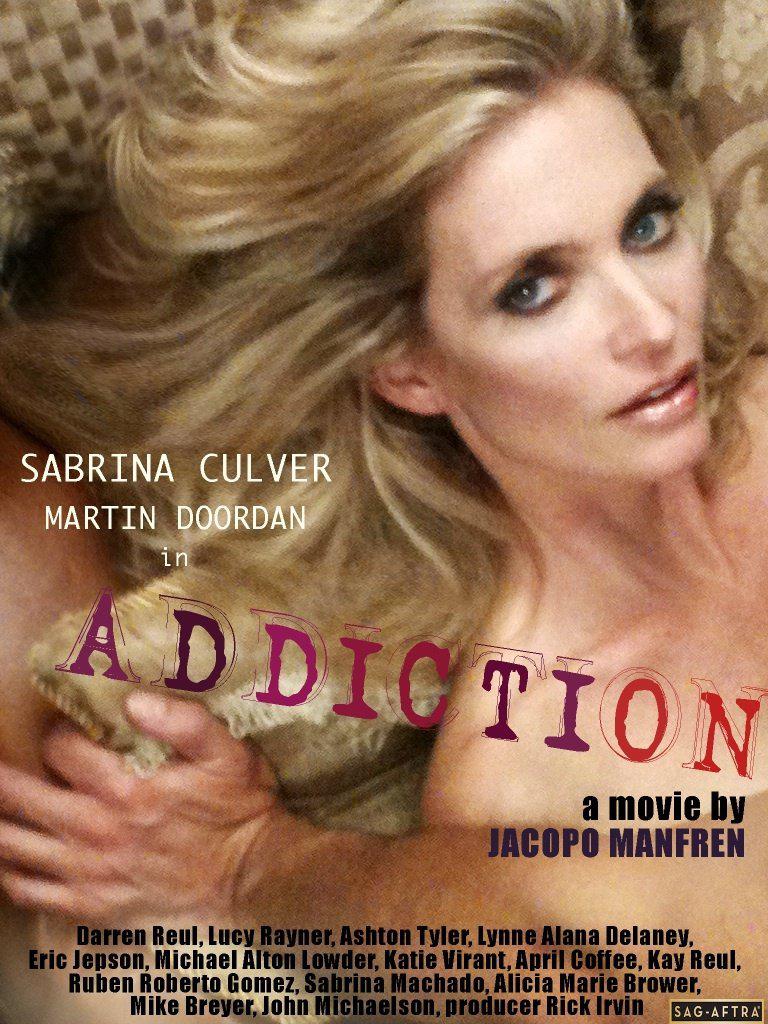 SABRINA CULVER
MARTIN DOORDAN
in
ADDICTION
a movie by
JACOPO MANFREN
Darren Reul, Lucy Rayner, Ashton Tyler, Lynne Alana Delaney,
Eric Jepson, Michael Alton Lowder, Katie Virant, April Coffee, Kay Reul,
Ruben Roberto Gomez, Sabrina Machado, Alicia Marie Brower,
Mike Breyer, John Michaelson, producer Rick Irvin
SAG-AFTRA